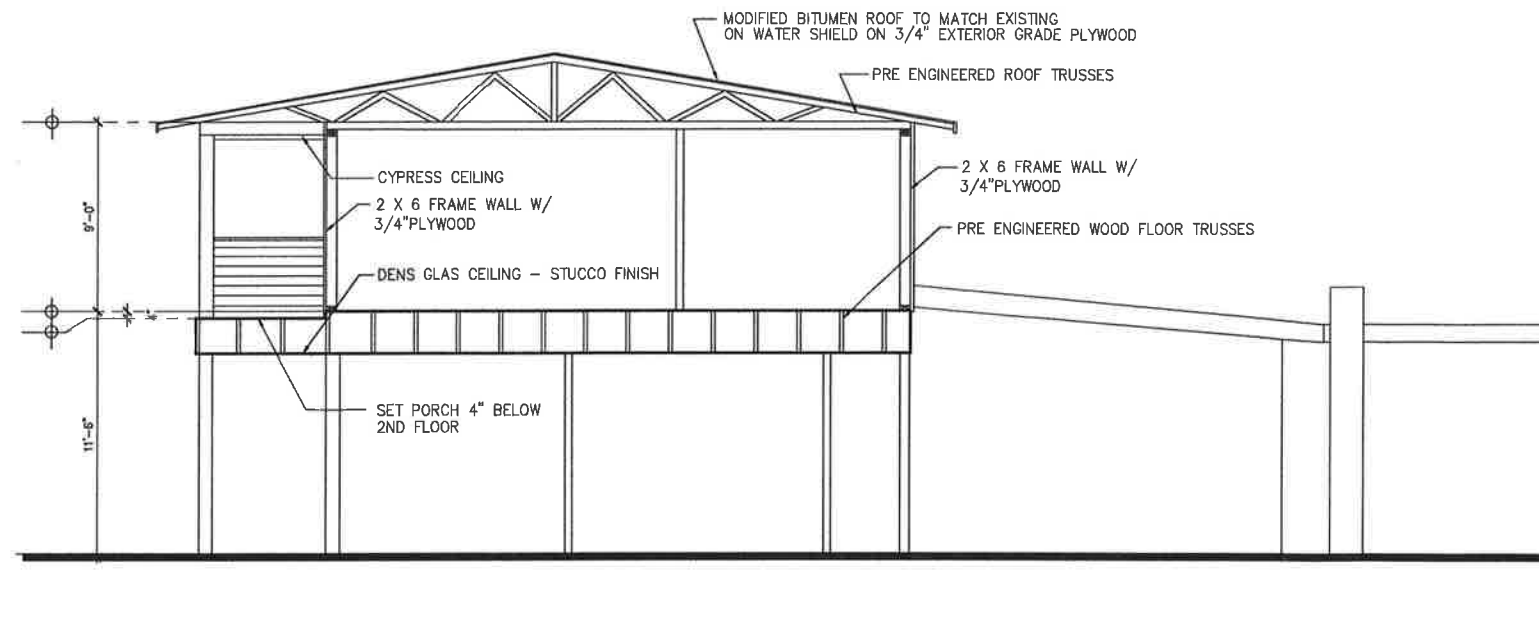 MODIFIED BITUMEN ROOF TO MATCH EXISTING
ON WATER SHIELD ON 3/4" EXTERIOR GRADE PLYWOOD
PRE ENGINEERED ROOF TRUSSES
CYPRESS CEILING
2 X 6 FRAME WALL W/
3/4"PLYWOOD
2 X 6 FRAME WALL W/
3/4"PLYWOOD
9'-0"
PRE ENGINEERED WOOD FLOOR TRUSSES
DENS GLAS CEILING – STUCCO FINISH
SET PORCH 4" BELOW
2ND FLOOR
11'-6"